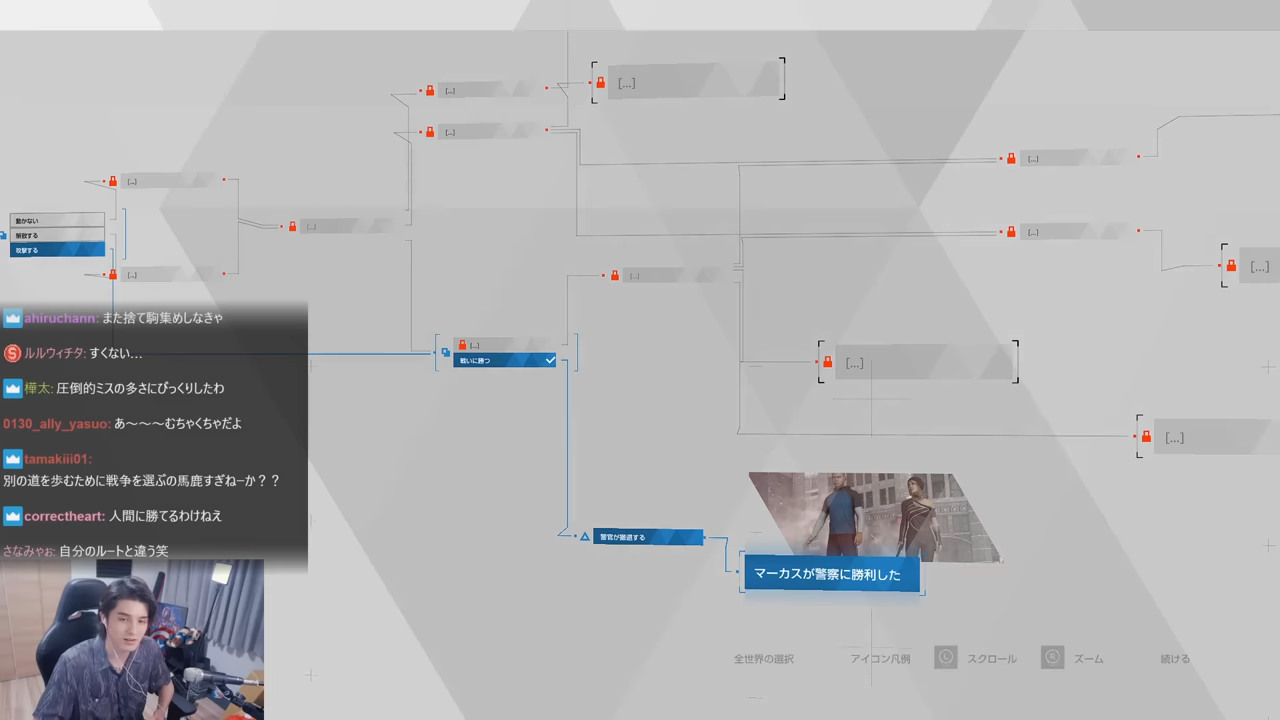 [...]
[...]
[...]
[...]
[...]
動かない
解放する
攻撃する
[...]
[...]
[...]
[...]
[...]
[...]
戦いに勝つ
[...]
[...]
警官が撤退する
マーカスが警察に勝利した
ahiruchann: また捨て駒集めしなきゃ
ルルウィチタ: すくない…
樺太: 圧倒的ミスの多さにびっくりしたわ
0130_ally_yasuo: あ〜〜〜むちゃくちゃだよ
tamakiii01:
別の道を歩むために戦争を選ぶの馬鹿すぎねーか？？
correctheart: 人間に勝てるわけねえ
さなみゃぉ: 自分のルートと違う笑
全世界の選択
アイコン凡例
L スクロール
R ズーム
続ける